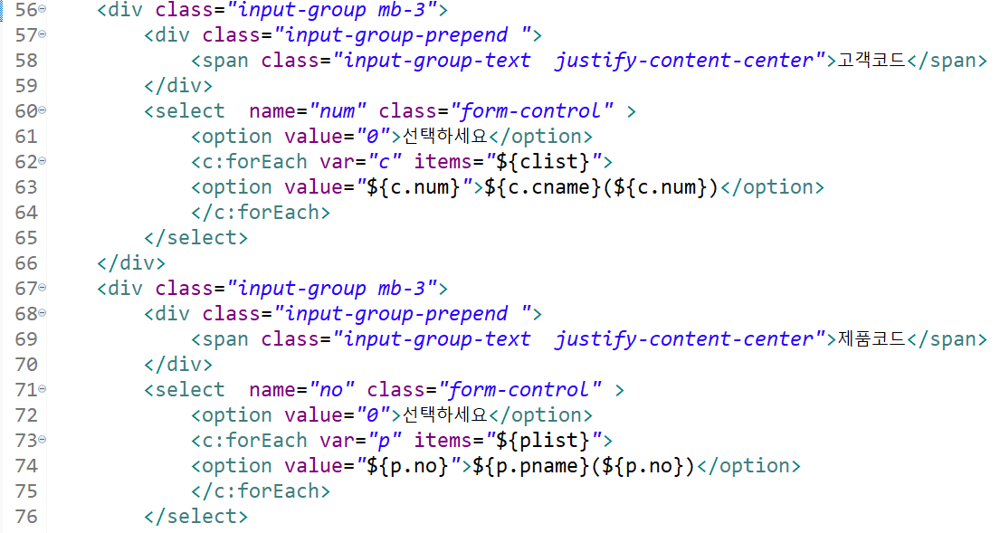 56 <div class="input-group mb-3">
57 <div class="input-group-prepend ">
58 <span class="input-group-text  justify-content-center">고객코드</span>
59 </div>
60 <select  name="num" class="form-control" >
61 <option value="0">선택하세요</option>
62 <c:forEach var="c" items="${clist}">
63 <option value="${c.num}">${c.cname}(${c.num})</option>
64 </c:forEach>
65 </select>
66 </div>
67 <div class="input-group mb-3">
68 <div class="input-group-prepend ">
69 <span class="input-group-text  justify-content-center">제품코드</span>
70 </div>
71 <select  name="no" class="form-control" >
72 <option value="0">선택하세요</option>
73 <c:forEach var="p" items="${plist}">
74 <option value="${p.no}">${p.pname}(${p.no})</option>
75 </c:forEach>
76 </select>